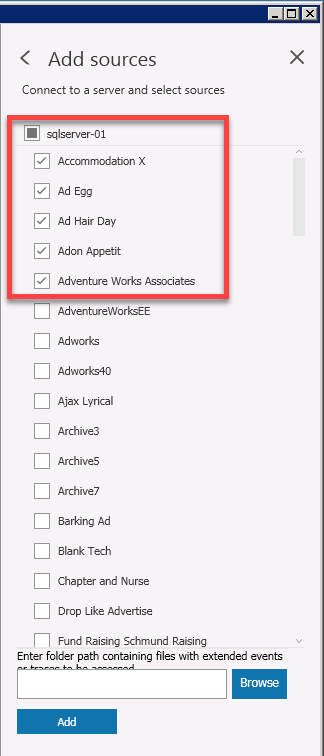 Add sources
Connect to a server and select sources
sqlserver-01
Accommodation X
Ad Egg
Ad Hair Day
Adon Appetit
Adventure Works Associates
AdventureWorksEE
Adworks
Adworks40
Ajax Lyrical
Archive3
Archive5
Archive7
Barking Ad
Blank Tech
Chapter and Nurse
Drop Like Advertise
Fund Raising Schmund Raising
Enter folder path containing files with extended events
or traces to be assessed
Browse
Add